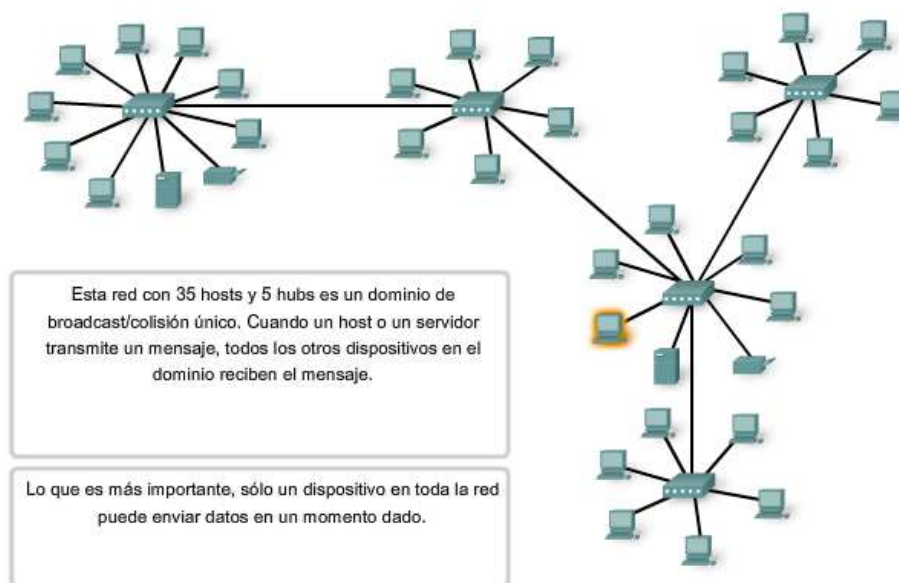 Esta red con 35 hosts y 5 hubs es un dominio de
broadcast/colisión único. Cuando un host o un servidor
transmite un mensaje, todos los otros dispositivos en el
dominio reciben el mensaje.
Lo que es más importante, sólo un dispositivo en toda la red
puede enviar datos en un momento dado.